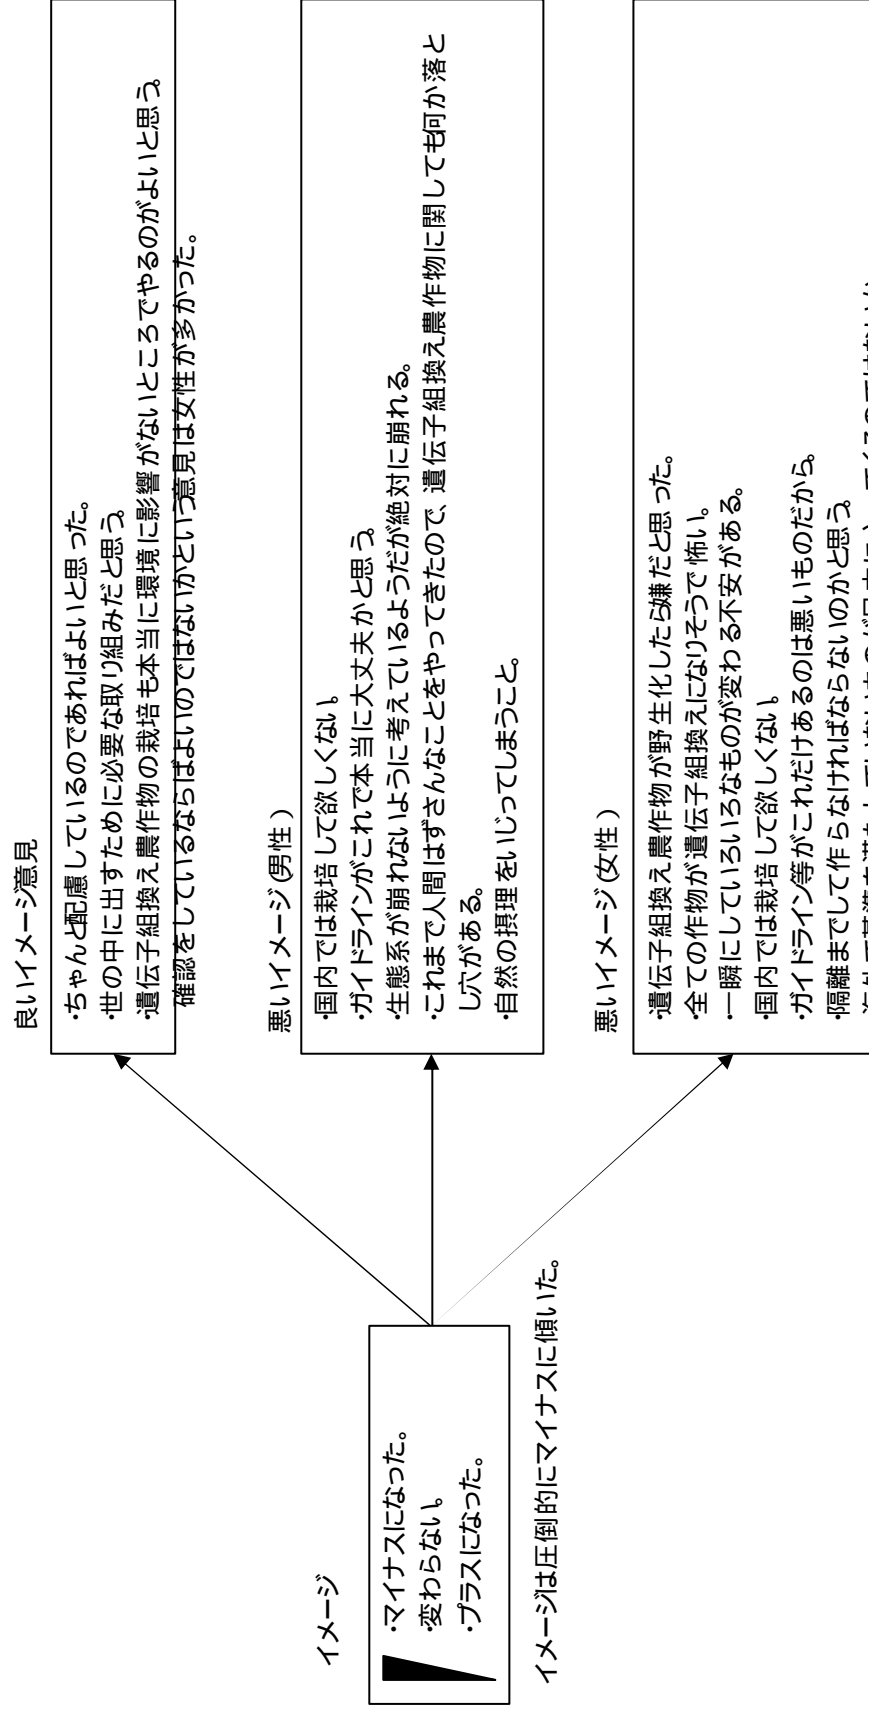 良いイメージ意見
・ちゃんと配慮しているのであればよいと思った。
・世の中に出すために必要な取り組みだと思う。
・遺伝子組換え農作物の栽培も本当に環境に影響がないところでやるのがよいと思う。
確認をしているならばよいのではないかという意見は女性が多かった。
悪いイメージ(男性)
・国内では栽培して欲しくない。
・ガイドラインがこれで本当に大丈夫かと思う。
・生態系が崩れないように考えているようだが絶対に崩れる。
・これまで人間はずさんなことをやってきたので、遺伝子組換え農作物に関しても何か落と
し穴がある。
・自然の摂理をいじってしまうこと。
悪いイメージ(女性)
・遺伝子組換え農作物が野生化したら嫌だと思った。
・全ての作物が遺伝子組換えになりそうで怖い。
・一瞬にしていろいろなものが変わる不安がある。
・国内では栽培して欲しくない。
・ガイドライン等がこれだけあるのは悪いものだから。
・隔離までして作らなければならないのかと思う。
イメージ
・マイナスになった。
・変わらない。
・プラスになった。
イメージは圧倒的にマイナスに傾いた。